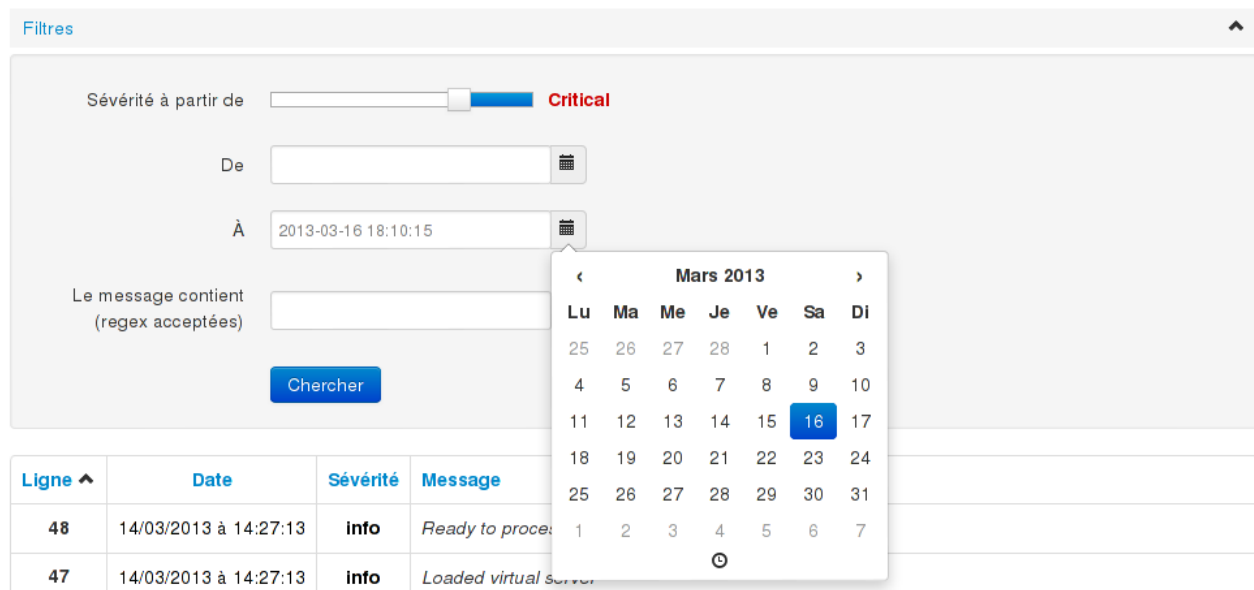 Filtres
Sévérité à partir de Critical
De
À 2013-03-16 18:10:15
‹ Mars 2013 ›
Le message contient
(regex acceptées)
Lu Ma Me Je Ve Sa Di
25 26 27 28 1 2 3
4 5 6 7 8 9 10
11 12 13 14 15 16 17
18 19 20 21 22 23 24
25 26 27 28 29 30 31
1 2 3 4 5 6 7
Chercher
Ligne Date Sévérité Message
48 14/03/2013 à 14:27:13 info Ready to proces
47 14/03/2013 à 14:27:13 info Loaded virtual server